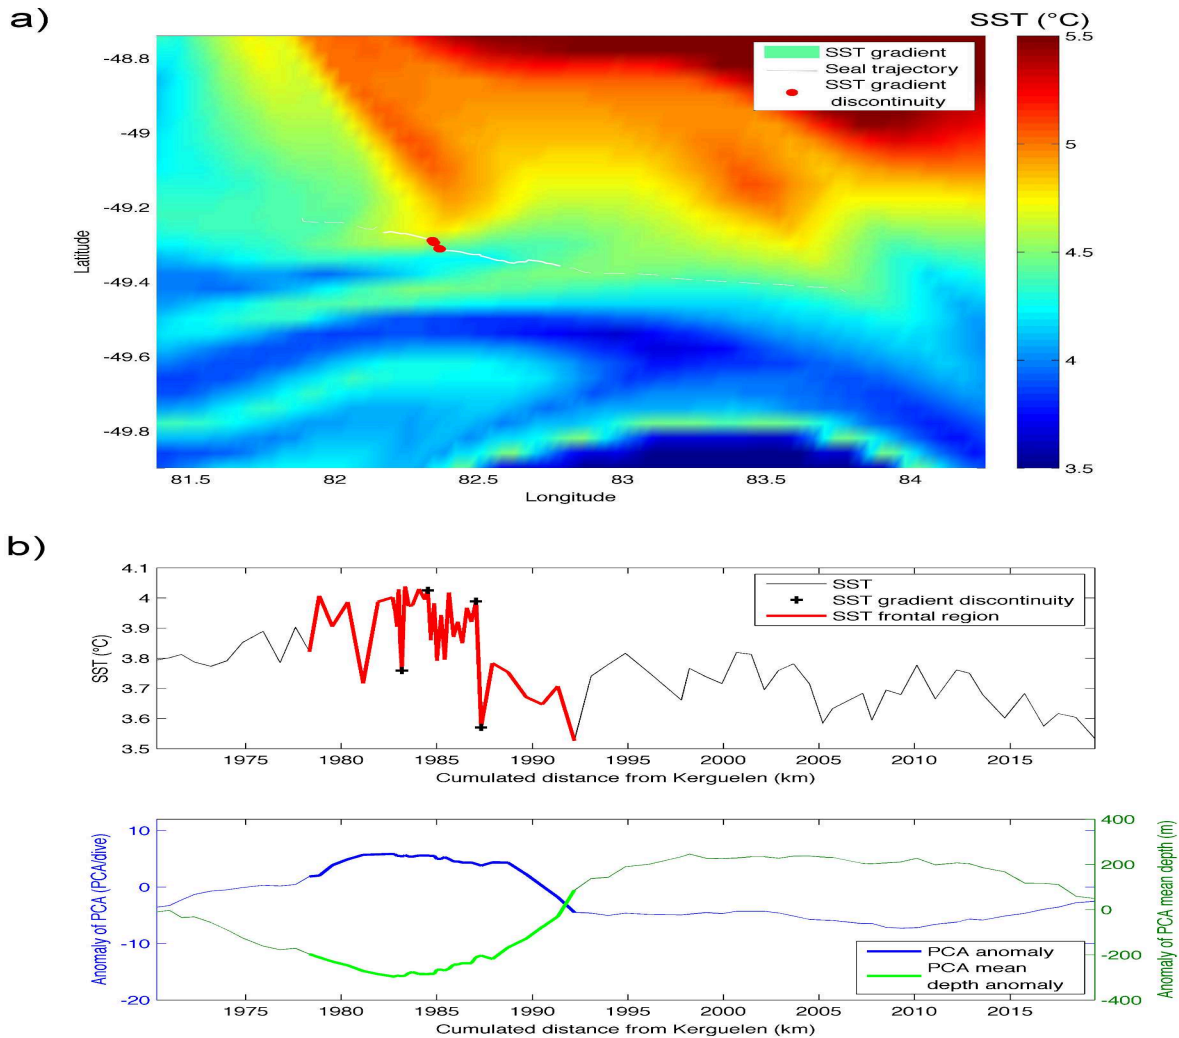 a)
SST (°C)
SST gradient
Seal trajectory
SST gradient
discontinuity
-48.8
-49
-49.2
-49.4
-49.6
-49.8
Latitude
81.5 82 82.5 83 83.5 84
Longitude
5.5
5
4.5
4
3.5
b)
4.1
4
3.9
3.8
3.7
3.6
3.5
SST (°C)
SST
SST gradient discontinuity
SST frontal region
1975 1980 1985 1990 1995 2000 2005 2010 2015
Cumulated distance from Kerguelen (km)
10
0
-10
-20
Anomaly of PCA (PCA/dive)
400
200
0
-200
-400
Anomaly of PCA mean depth (m)
PCA anomaly
PCA mean
depth anomaly
1975 1980 1985 1990 1995 2000 2005 2010 2015
Cumulated distance from Kerguelen (km)